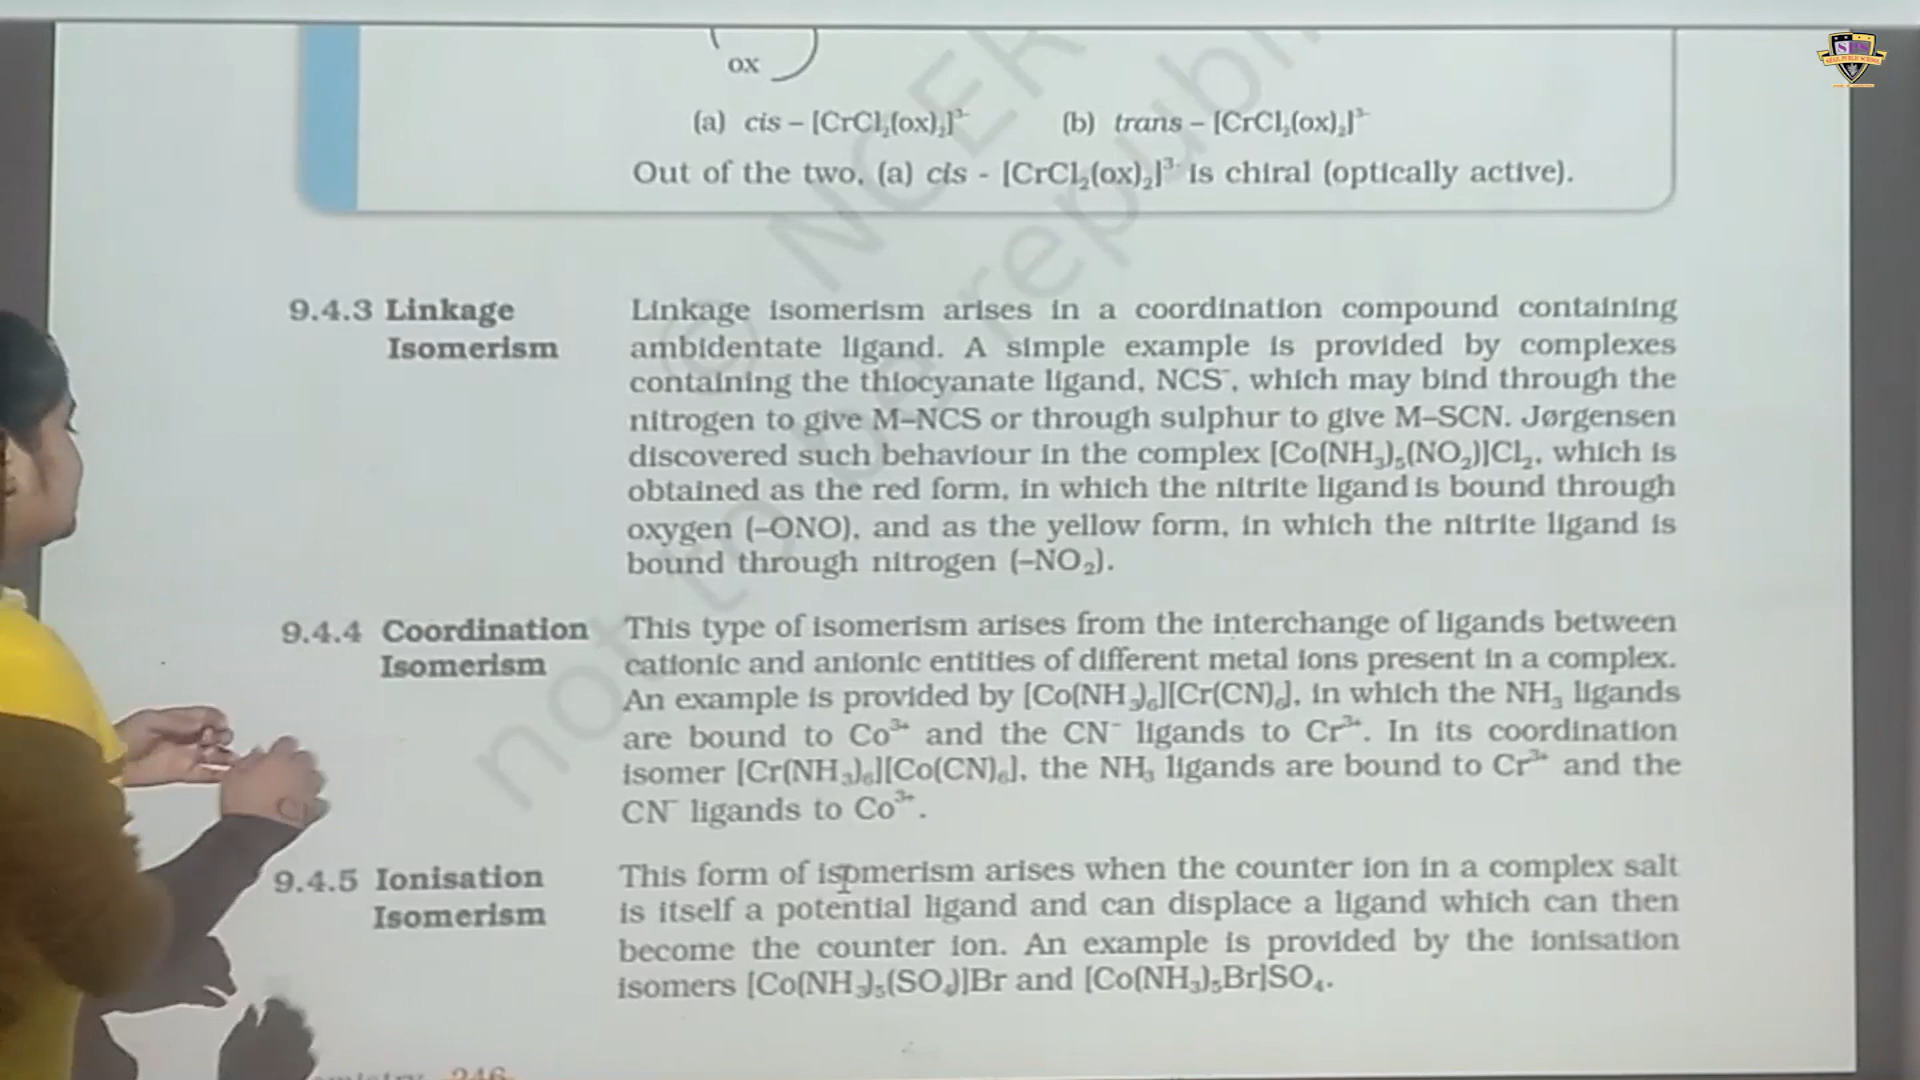 ox
(a) cis – [CrCl₂(ox)₂]³⁻ (b) trans – [CrCl₂(ox)₂]³⁻
Out of the two, (a) cis - [CrCl₂(ox)₂]³⁻ is chiral (optically active).
9.4.3 Linkage Isomerism
Linkage isomerism arises in a coordination compound containing
ambidentate ligand. A simple example is provided by complexes
containing the thiocyanate ligand, NCS⁻, which may bind through the
nitrogen to give M–NCS or through sulphur to give M–SCN. Jørgensen
discovered such behaviour in the complex [Co(NH₃)₅(NO₂)]Cl₂, which is
obtained as the red form, in which the nitrite ligand is bound through
oxygen (–ONO), and as the yellow form, in which the nitrite ligand is
bound through nitrogen (–NO₂).
9.4.4 Coordination Isomerism
This type of isomerism arises from the interchange of ligands between
cationic and anionic entities of different metal ions present in a complex.
An example is provided by [Co(NH₃)₆][Cr(CN)₆], in which the NH₃ ligands
are bound to Co³⁺ and the CN⁻ ligands to Cr³⁺. In its coordination
isomer [Cr(NH₃)₆][Co(CN)₆], the NH₃ ligands are bound to Cr³⁺ and the
CN⁻ ligands to Co³⁺.
9.4.5 Ionisation Isomerism
This form of isomerism arises when the counter ion in a complex salt
is itself a potential ligand and can displace a ligand which can then
become the counter ion. An example is provided by the ionisation
isomers [Co(NH₃)₅(SO₄)]Br and [Co(NH₃)₅Br]SO₄.
246
not to be republ
© NCER